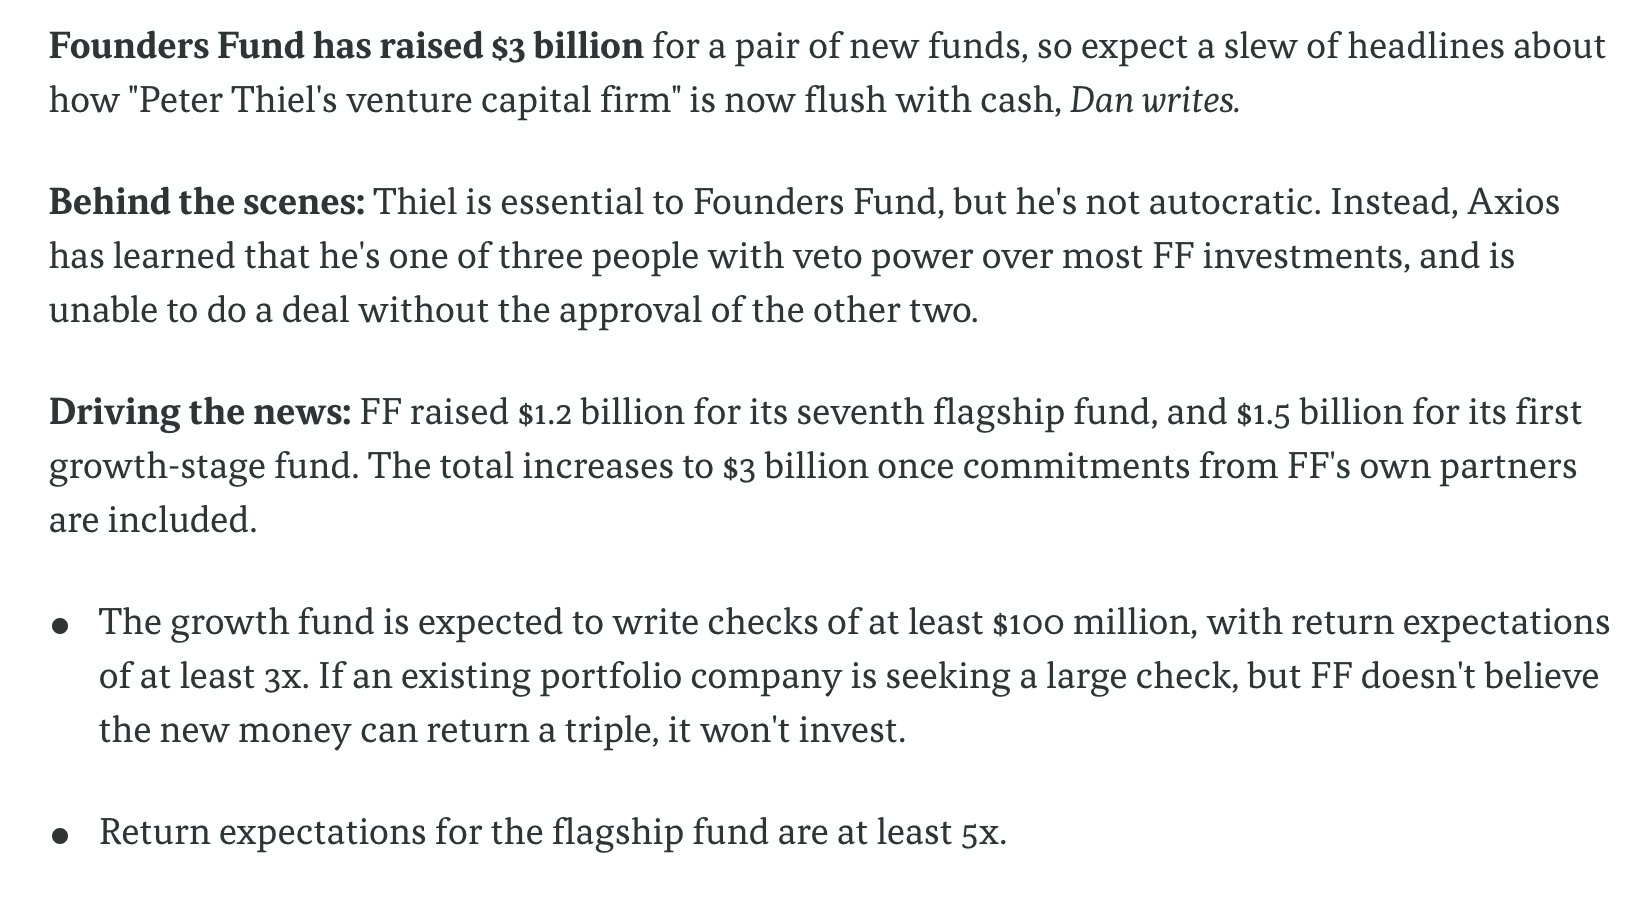 Founders Fund has raised $3 billion for a pair of new funds, so expect a slew of headlines about
how "Peter Thiel's venture capital firm" is now flush with cash, Dan writes.
Behind the scenes: Thiel is essential to Founders Fund, but he's not autocratic. Instead, Axios
has learned that he's one of three people with veto power over most FF investments, and is
unable to do a deal without the approval of the other two.
Driving the news: FF raised $1.2 billion for its seventh flagship fund, and $1.5 billion for its first
growth-stage fund. The total increases to $3 billion once commitments from FF's own partners
are included.
● The growth fund is expected to write checks of at least $100 million, with return expectations
of at least 3x. If an existing portfolio company is seeking a large check, but FF doesn't believe
the new money can return a triple, it won't invest.
● Return expectations for the flagship fund are at least 5x.